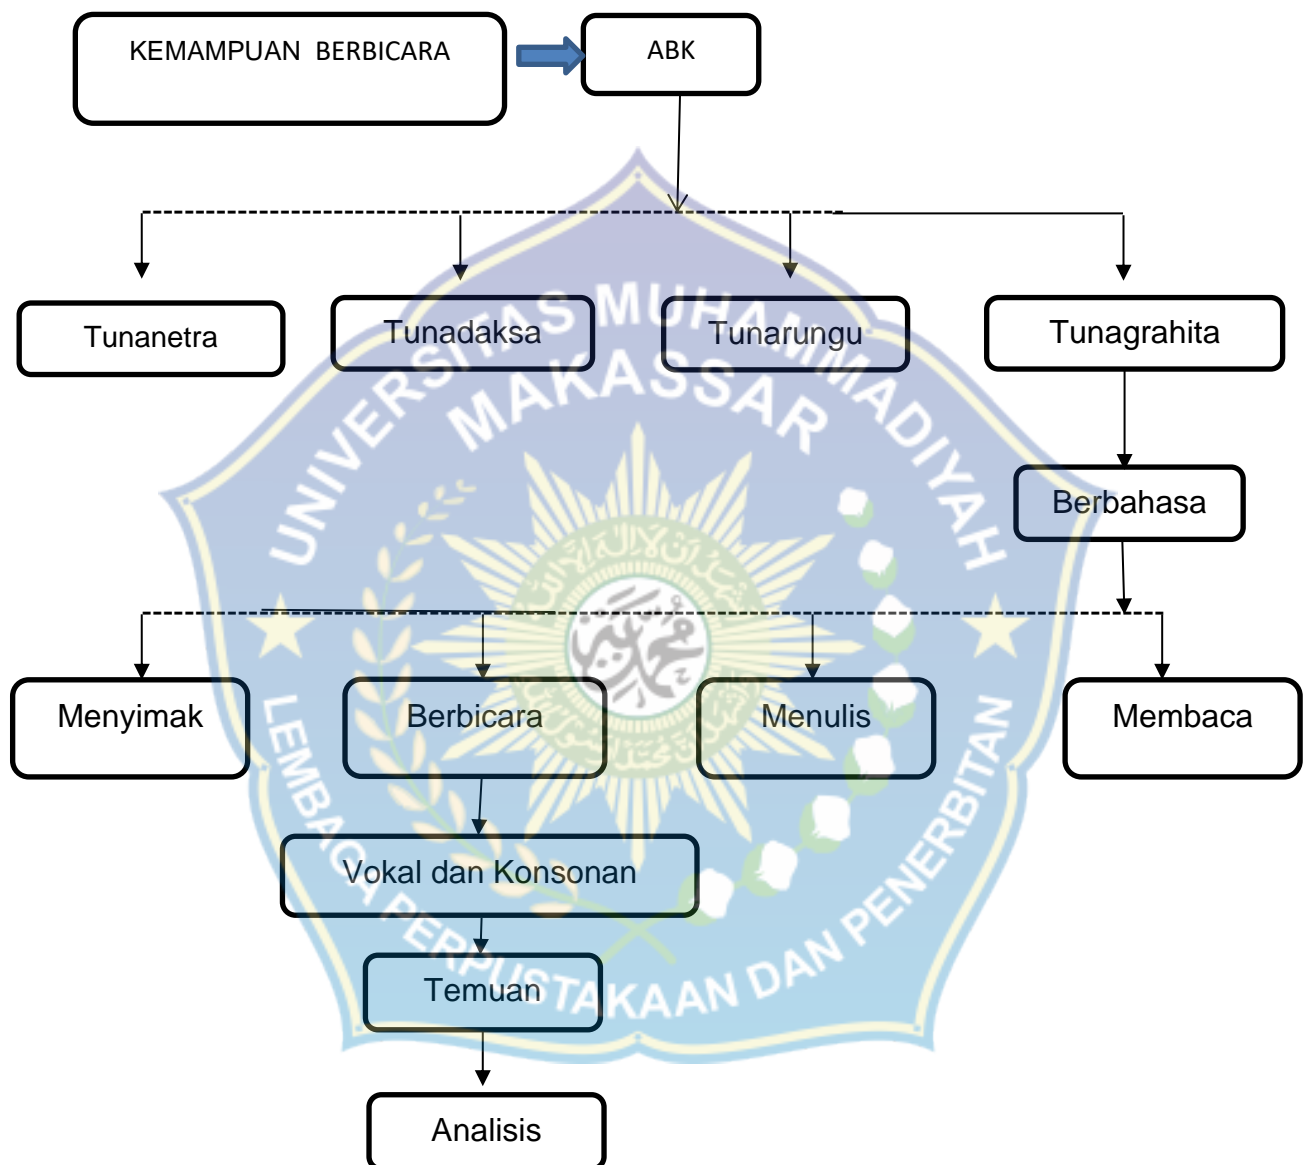 KEMAMPUAN BERBICARA
ABK
UNIVERSITAS MUHAMMADIYAH
MAKASSAR
Tunanetra
Tunadaksa
Tunarungu
Tunagrahita
Berbahasa
Menyimak
Berbicara
Menulis
Membaca
Vokal dan Konsonan
Temuan
Analisis
LEMBAGA PERPUSTAKAAN DAN PENERBITAN